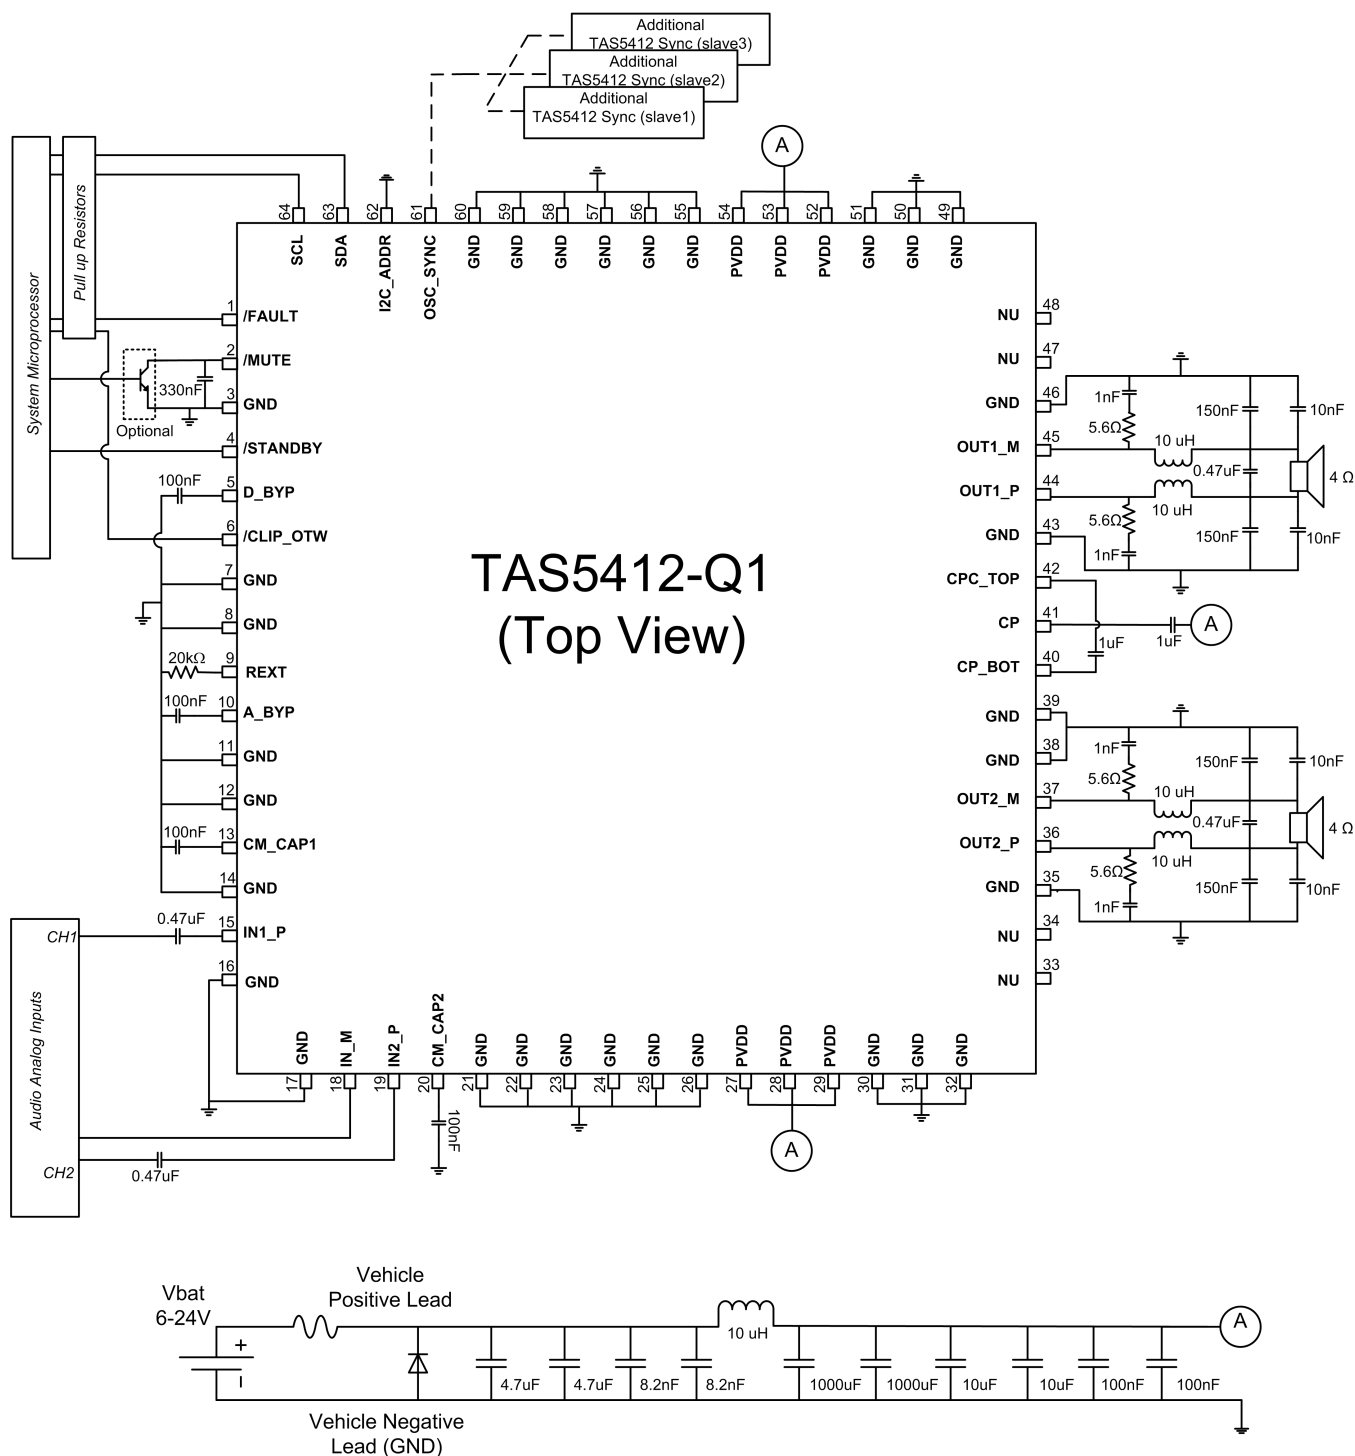 Additional
TAS5412 Sync (slave3)
Additional
TAS5412 Sync (slave2)
Additional
TAS5412 Sync (slave1)
A
System Microprocessor
Pull up Resistors
64
63
62
61
60
59
58
57
56
55
54
53
52
51
50
49
SCL
SDA
I2C_ADDR
OSC_SYNC
GND
GND
GND
GND
GND
GND
PVDD
PVDD
PVDD
GND
GND
GND
1
/FAULT
2
/MUTE
330nF
3
GND
Optional
4
/STANDBY
100nF
5
D_BYP
6
/CLIP_OTW
7
GND
8
GND
20kΩ
9
REXT
100nF
10
A_BYP
11
GND
12
GND
100nF
13
CM_CAP1
14
GND
0.47uF
15
IN1_P
16
GND
TAS5412-Q1
(Top View)
48
NU
47
NU
46
GND
45
OUT1_M
44
OUT1_P
43
GND
42
CPC_TOP
41
CP
40
CP_BOT
39
GND
38
GND
37
OUT2_M
36
OUT2_P
35
GND
34
NU
33
NU
1nF
5.6Ω
10 uH
150nF
10nF
0.47uF
4 Ω
10 uH
5.6Ω
1nF
150nF
10nF
1uF
1uF
A
1nF
5.6Ω
10 uH
150nF
10nF
0.47uF
4 Ω
10 uH
5.6Ω
1nF
150nF
10nF
Audio Analog Inputs
CH1
CH2
0.47uF
GND
IN_M
IN2_P
CM_CAP2
GND
GND
GND
GND
GND
GND
PVDD
PVDD
PVDD
GND
GND
GND
17
18
19
20
21
22
23
24
25
26
27
28
29
30
31
32
100nF
A
Vbat
6-24V
+
Vehicle
Positive Lead
10 uH
A
4.7uF
4.7uF
8.2nF
8.2nF
1000uF
1000uF
10uF
10uF
100nF
100nF
Vehicle Negative
Lead (GND)